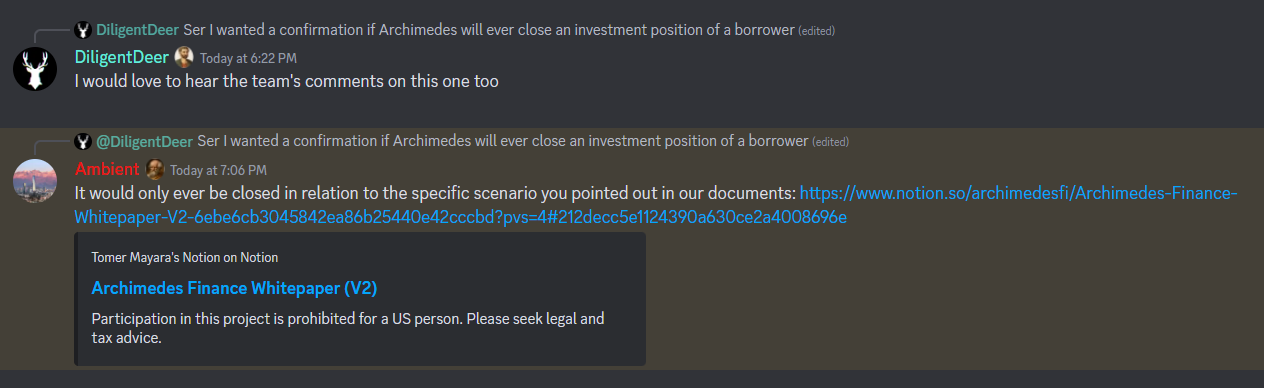 DiligentDeer Ser I wanted a confirmation if Archimedes will ever close an investment position of a borrower (edited)
DiligentDeer Today at 6:22 PM
I would love to hear the team's comments on this one too
@DiligentDeer Ser I wanted a confirmation if Archimedes will ever close an investment position of a borrower (edited)
Ambient Today at 7:06 PM
It would only ever be closed in relation to the specific scenario you pointed out in our documents: https://www.notion.so/archimedesfi/Archimedes-Finance-
Whitepaper-V2-6ebe6cb3045842ea86b25440e42cccbd?pvs=4#212decc5e1124390a630ce2a4008696e
Tomer Mayara's Notion on Notion
Archimedes Finance Whitepaper (V2)
Participation in this project is prohibited for a US person. Please seek legal and
tax advice.